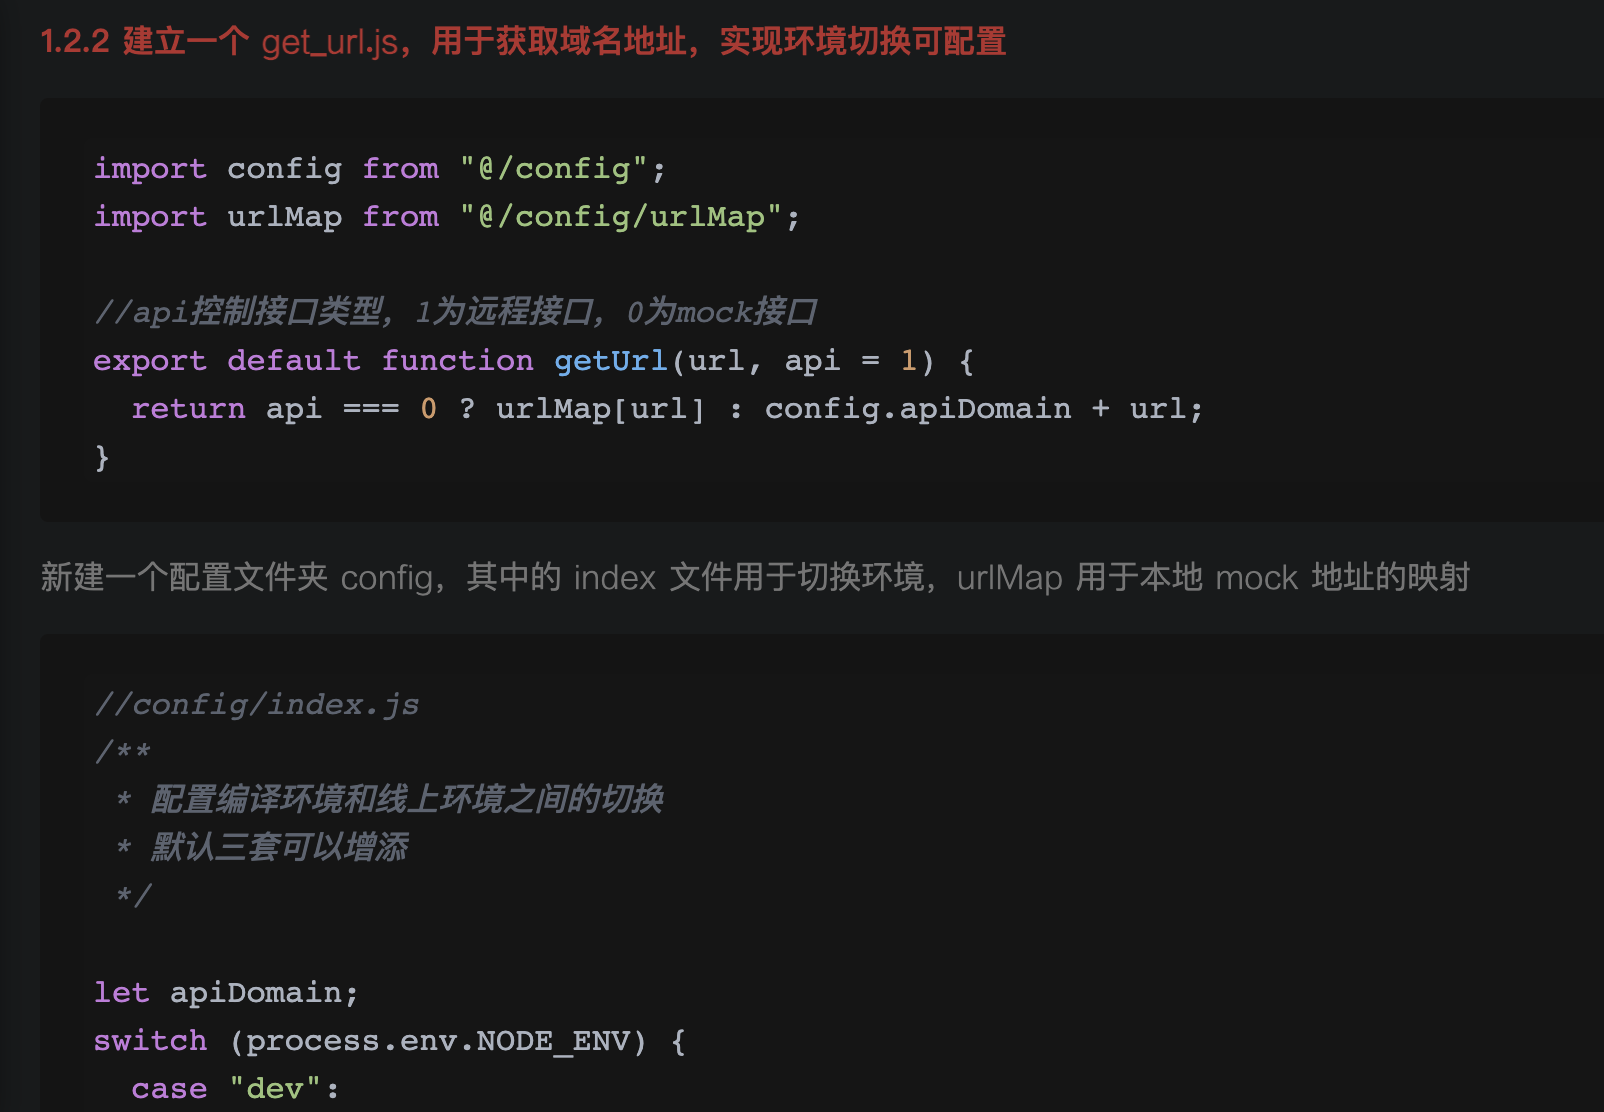 1.2.2 建立一个 get_url.js，用于获取域名地址，实现环境切换可配置
import config from "@/config";
import urlMap from "@/config/urlMap";
//api控制接口类型，1为远程接口，0为mock接口
export default function getUrl(url, api = 1) {
  return api === 0 ? urlMap[url] : config.apiDomain + url;
}
新建一个配置文件夹 config，其中的 index 文件用于切换环境，urlMap 用于本地 mock 地址的映射
//config/index.js
/**
 * 配置编译环境和线上环境之间的切换
 * 默认三套可以增添
 */
let apiDomain;
switch (process.env.NODE_ENV) {
  case "dev":